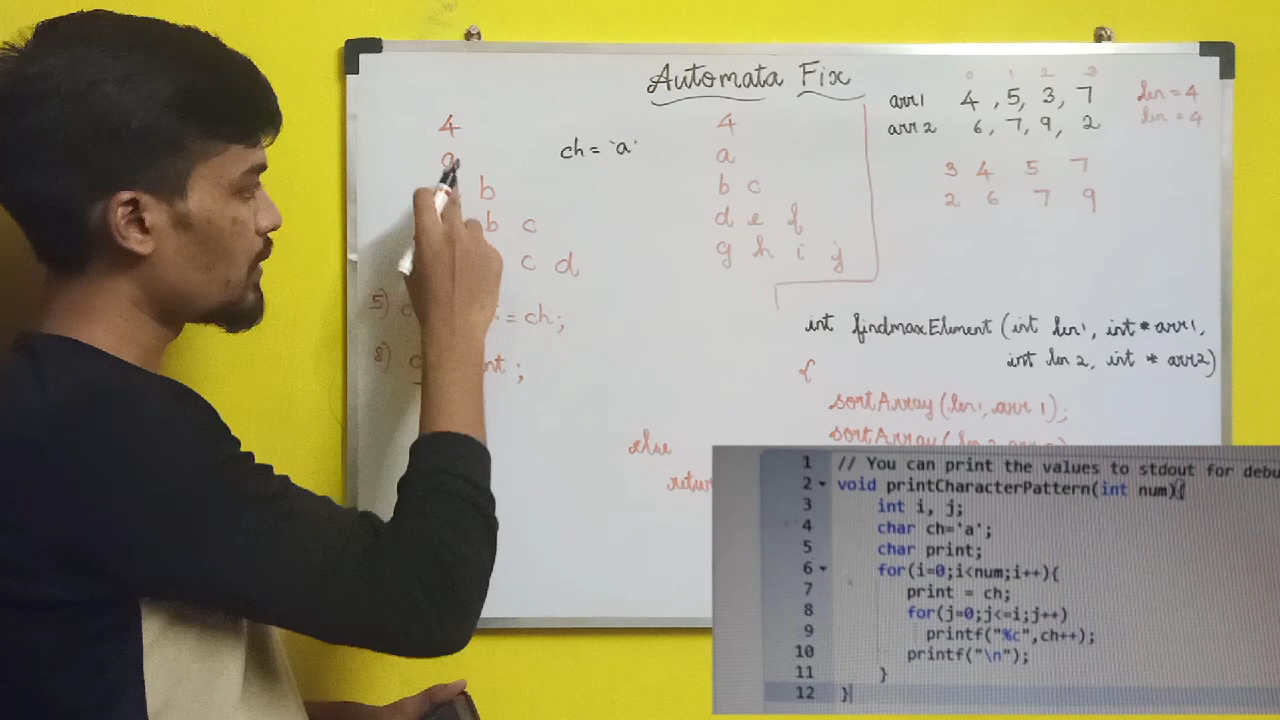 Automata Fix
4
a
b
b c
c d
5) = ch;
8) ;
ch = 'a'
4
a
b c
d e f
g h i j
0 1 2 3
arr1 4 , 5, 3, 7 len = 4
arr2 6, 7, 9, 2 len = 4
3 4 5 7
2 6 7 9
int findmaxElement (int len1, int* arr1,
int len 2, int * arr2)
{
sortArray (len1, arr 1);
sortArray (
else
1 // You can print the values to stdout for
2 void printCharacterPattern(int num){
3 int i, j;
4 char ch='a';
5 char print;
6 for(i=0;i<num;i++){
7 print = ch;
8 for(j=0;j<=i;j++)
9 printf("%c",ch++);
10 printf("\n");
11 }
12 }